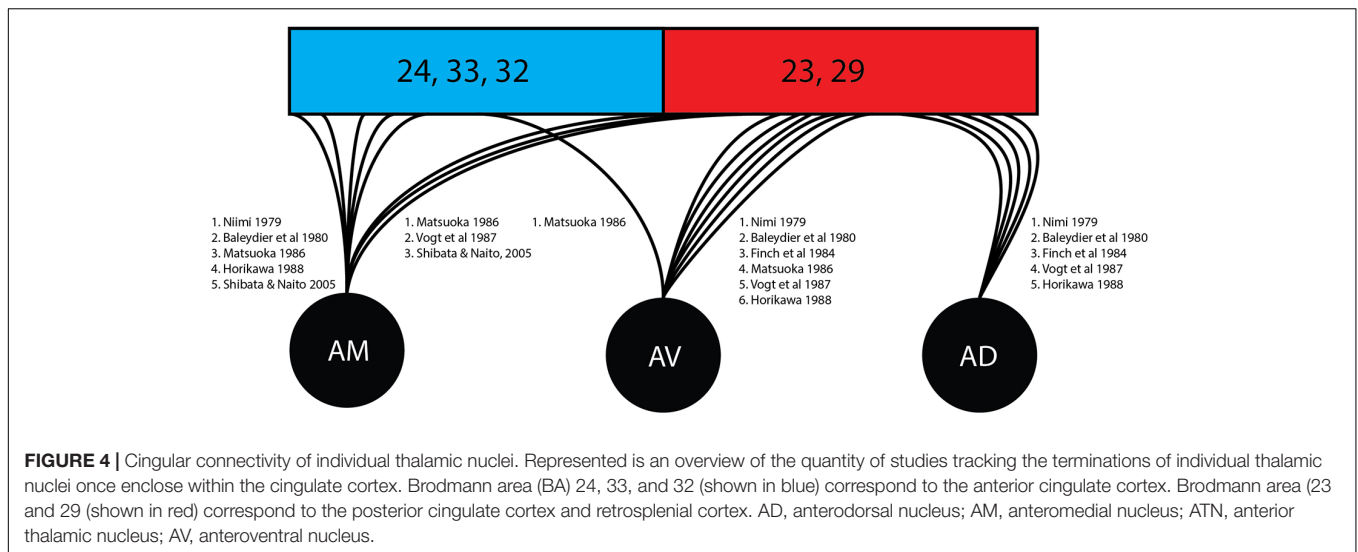 24, 33, 32
23, 29
1. Niimi 1979
2. Baleydier et al 1980
3. Matsuoka 1986
4. Horikawa 1988
5. Shibata & Naito 2005
1. Matsuoka 1986
2. Vogt et al 1987
3. Shibata & Naito, 2005
1. Matsuoka 1986
1. Nimi 1979
2. Baleydier et al 1980
3. Finch et al 1984
4. Matsuoka 1986
5. Vogt et al 1987
6. Horikawa 1988
1. Nimi 1979
2. Baleydier et al 1980
3. Finch et al 1984
4. Vogt et al 1987
5. Horikawa 1988
AM
AV
AD
FIGURE 4 | Cingular connectivity of individual thalamic nuclei. Represented is an overview of the quantity of studies tracking the terminations of individual thalamic
nuclei once enclose within the cingulate cortex. Brodmann area (BA) 24, 33, and 32 (shown in blue) correspond to the anterior cingulate cortex. Brodmann area (23
and 29 (shown in red) correspond to the posterior cingulate cortex and retrosplenial cortex. AD, anterodorsal nucleus; AM, anteromedial nucleus; ATN, anterior
thalamic nucleus; AV, anteroventral nucleus.